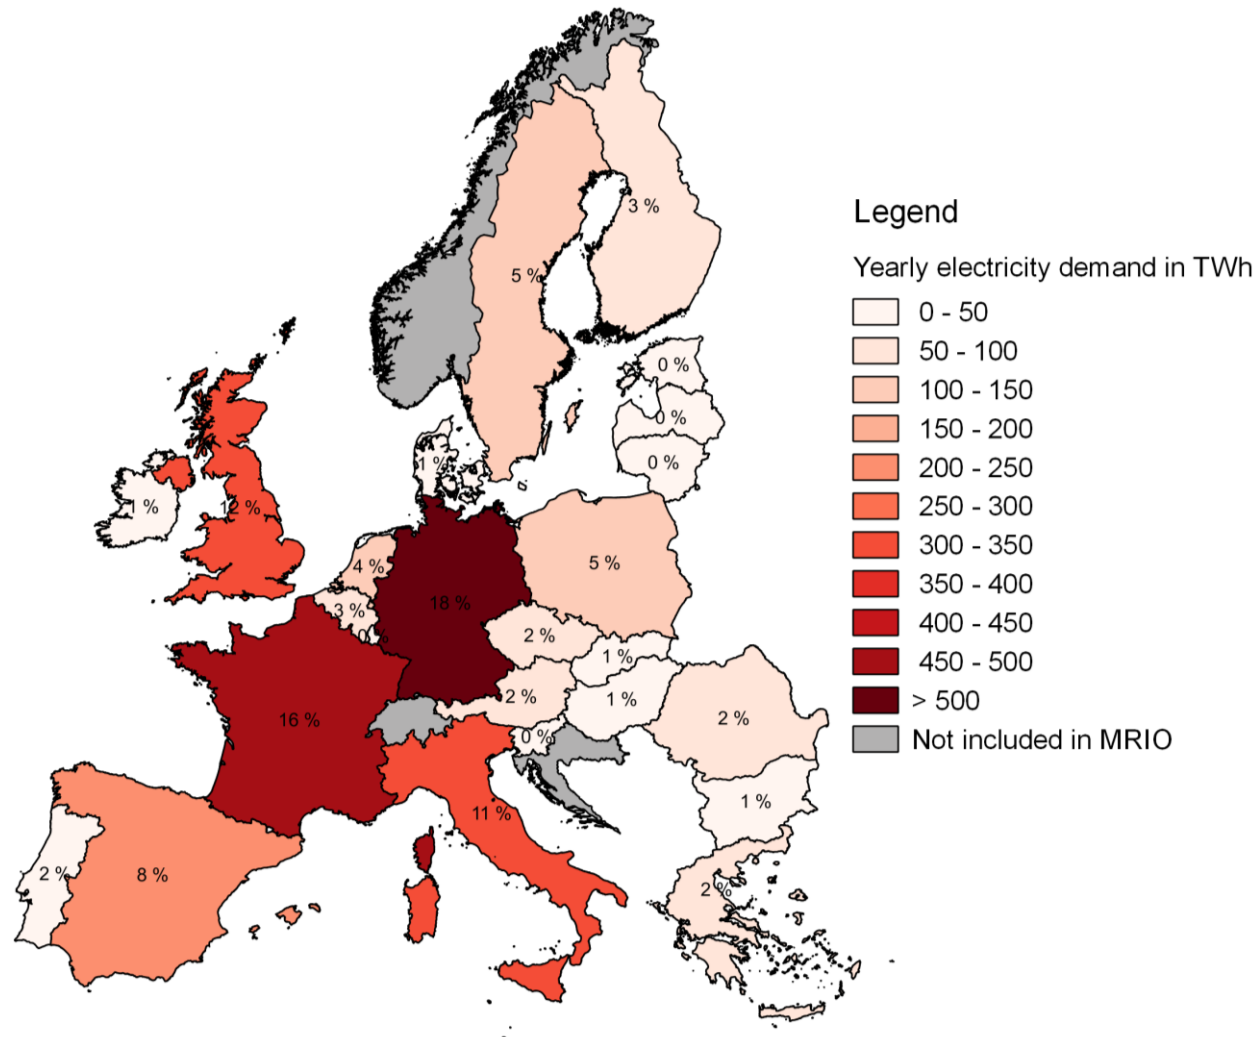 3 %
5 %
0 %
0 %
0 %
1 %
1 %
12 %
4 %
5 %
18 %
3 %
0 %
2 %
1 %
2 %
1 %
16 %
2 %
0 %
1 %
11 %
2 %
8 %
2 %
Legend
Yearly electricity demand in TWh
0 - 50
50 - 100
100 - 150
150 - 200
200 - 250
250 - 300
300 - 350
350 - 400
400 - 450
450 - 500
> 500
Not included in MRIO